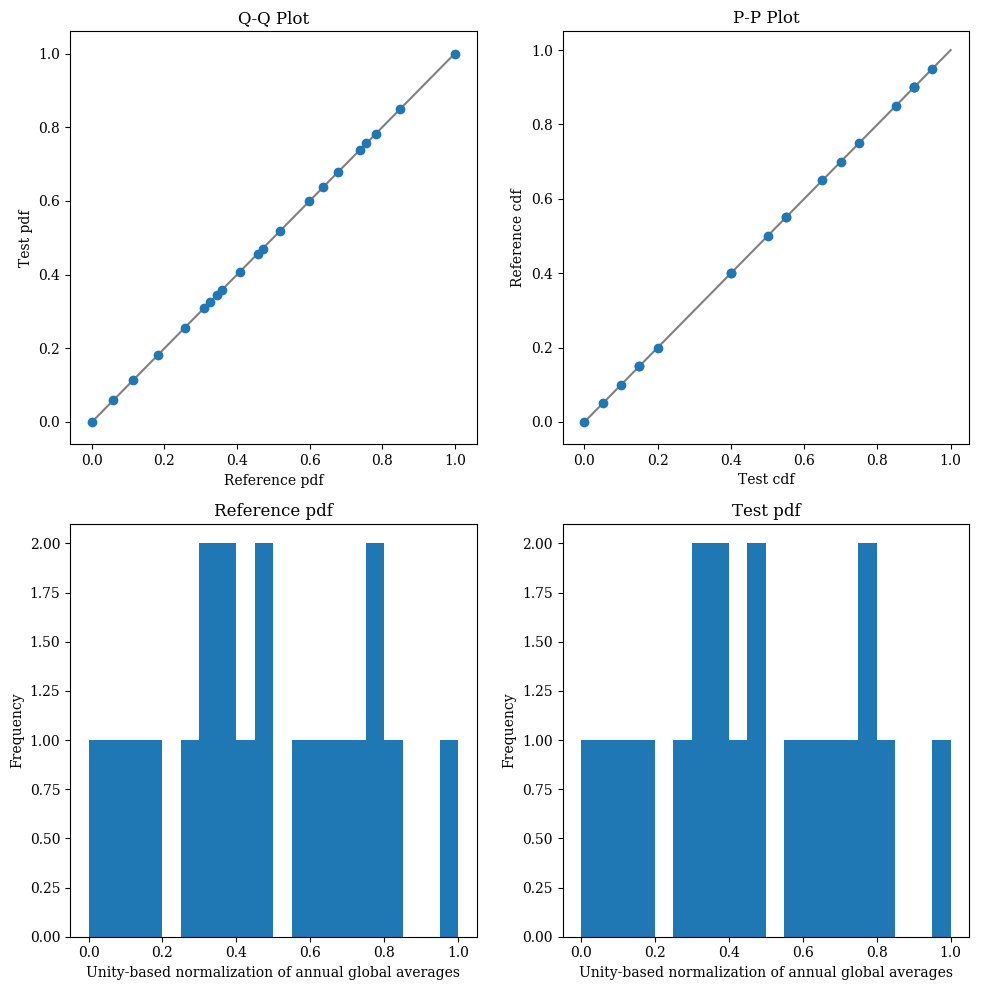 Q-Q Plot
1.0
0.8
0.6
0.4
0.2
0.0
Test pdf
0.0 0.2 0.4 0.6 0.8 1.0
Reference pdf
P-P Plot
1.0
0.8
0.6
0.4
0.2
0.0
Reference cdf
0.0 0.2 0.4 0.6 0.8 1.0
Test cdf
Reference pdf
2.00
1.75
1.50
1.25
1.00
0.75
0.50
0.25
0.00
Frequency
0.0 0.2 0.4 0.6 0.8 1.0
Unity-based normalization of annual global averages
Test pdf
2.00
1.75
1.50
1.25
1.00
0.75
0.50
0.25
0.00
Frequency
0.0 0.2 0.4 0.6 0.8 1.0
Unity-based normalization of annual global averages